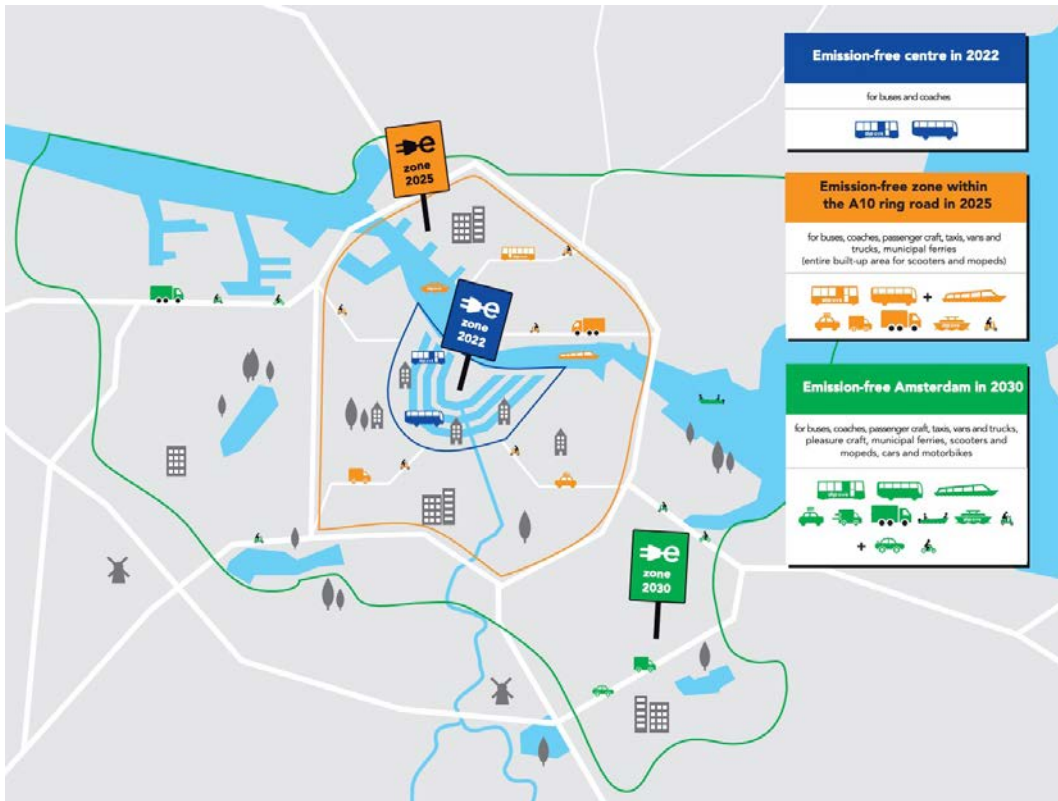 Emission-free centre in 2022
for buses and coaches
e
zone
2025
Emission-free zone within
the A10 ring road in 2025
for buses, coaches, passenger craft, taxis, vans and
trucks, municipal ferries
(entire built-up area for scooters and mopeds)
+
e
zone
2022
Emission-free Amsterdam in 2030
for buses, coaches, passenger craft, taxis, vans and trucks,
pleasure craft, municipal ferries, scooters and
mopeds, cars and motorbikes
+
e
zone
2030